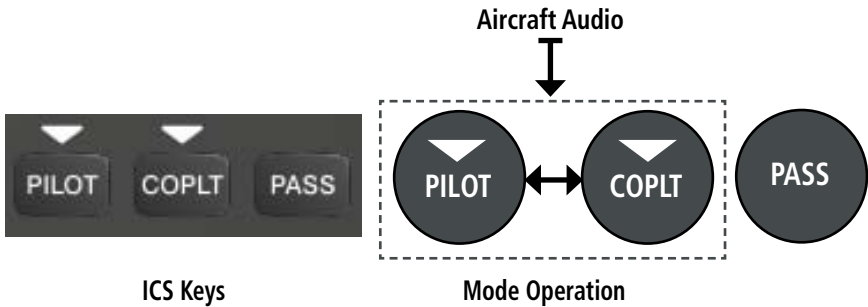 Aircraft Audio
PILOT COPLT PASS
PILOT COPLT PASS
ICS Keys
Mode Operation